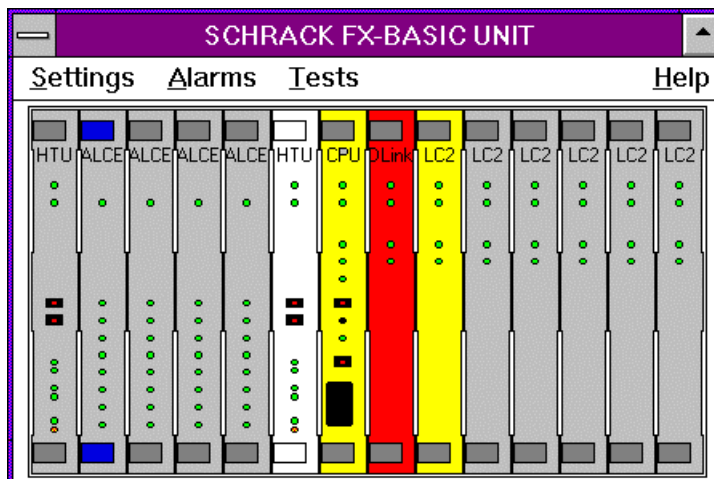 SCHRACK FX-BASIC UNIT
Settings Alarms Tests Help
HTU ALCE ALCE ALCE ALCE HTU CPU DLink LC2 LC2 LC2 LC2 LC2 LC2